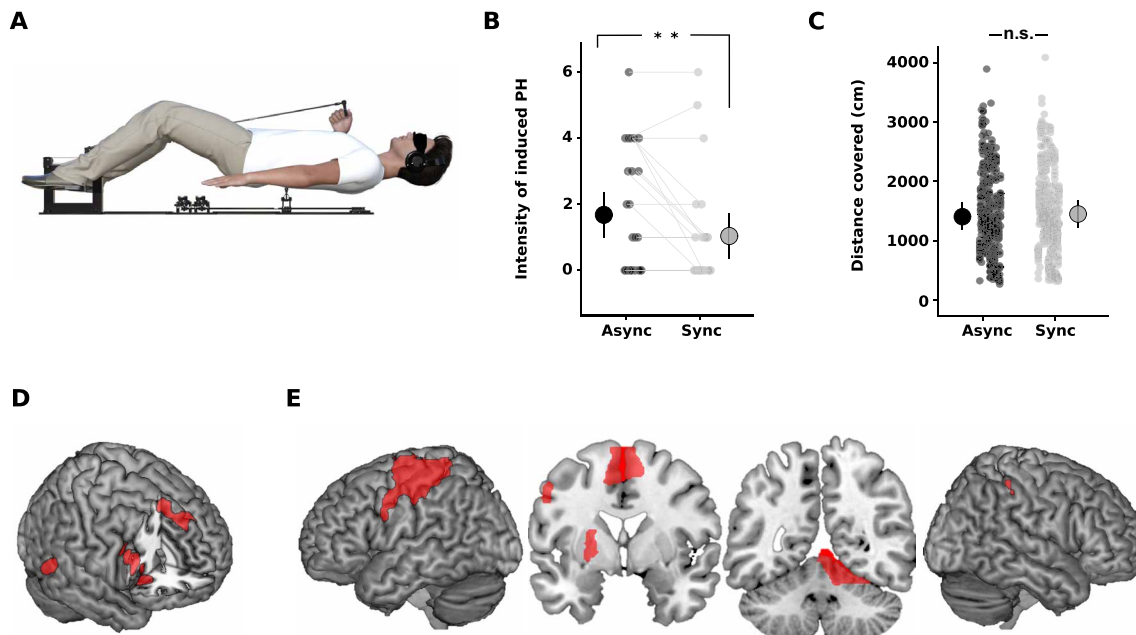 A
B
C
* *
n.s.
Intensity of induced PH
6
4
2
0
Async
Sync
Distance covered (cm)
4000
3000
2000
1000
0
Async
Sync
D
E